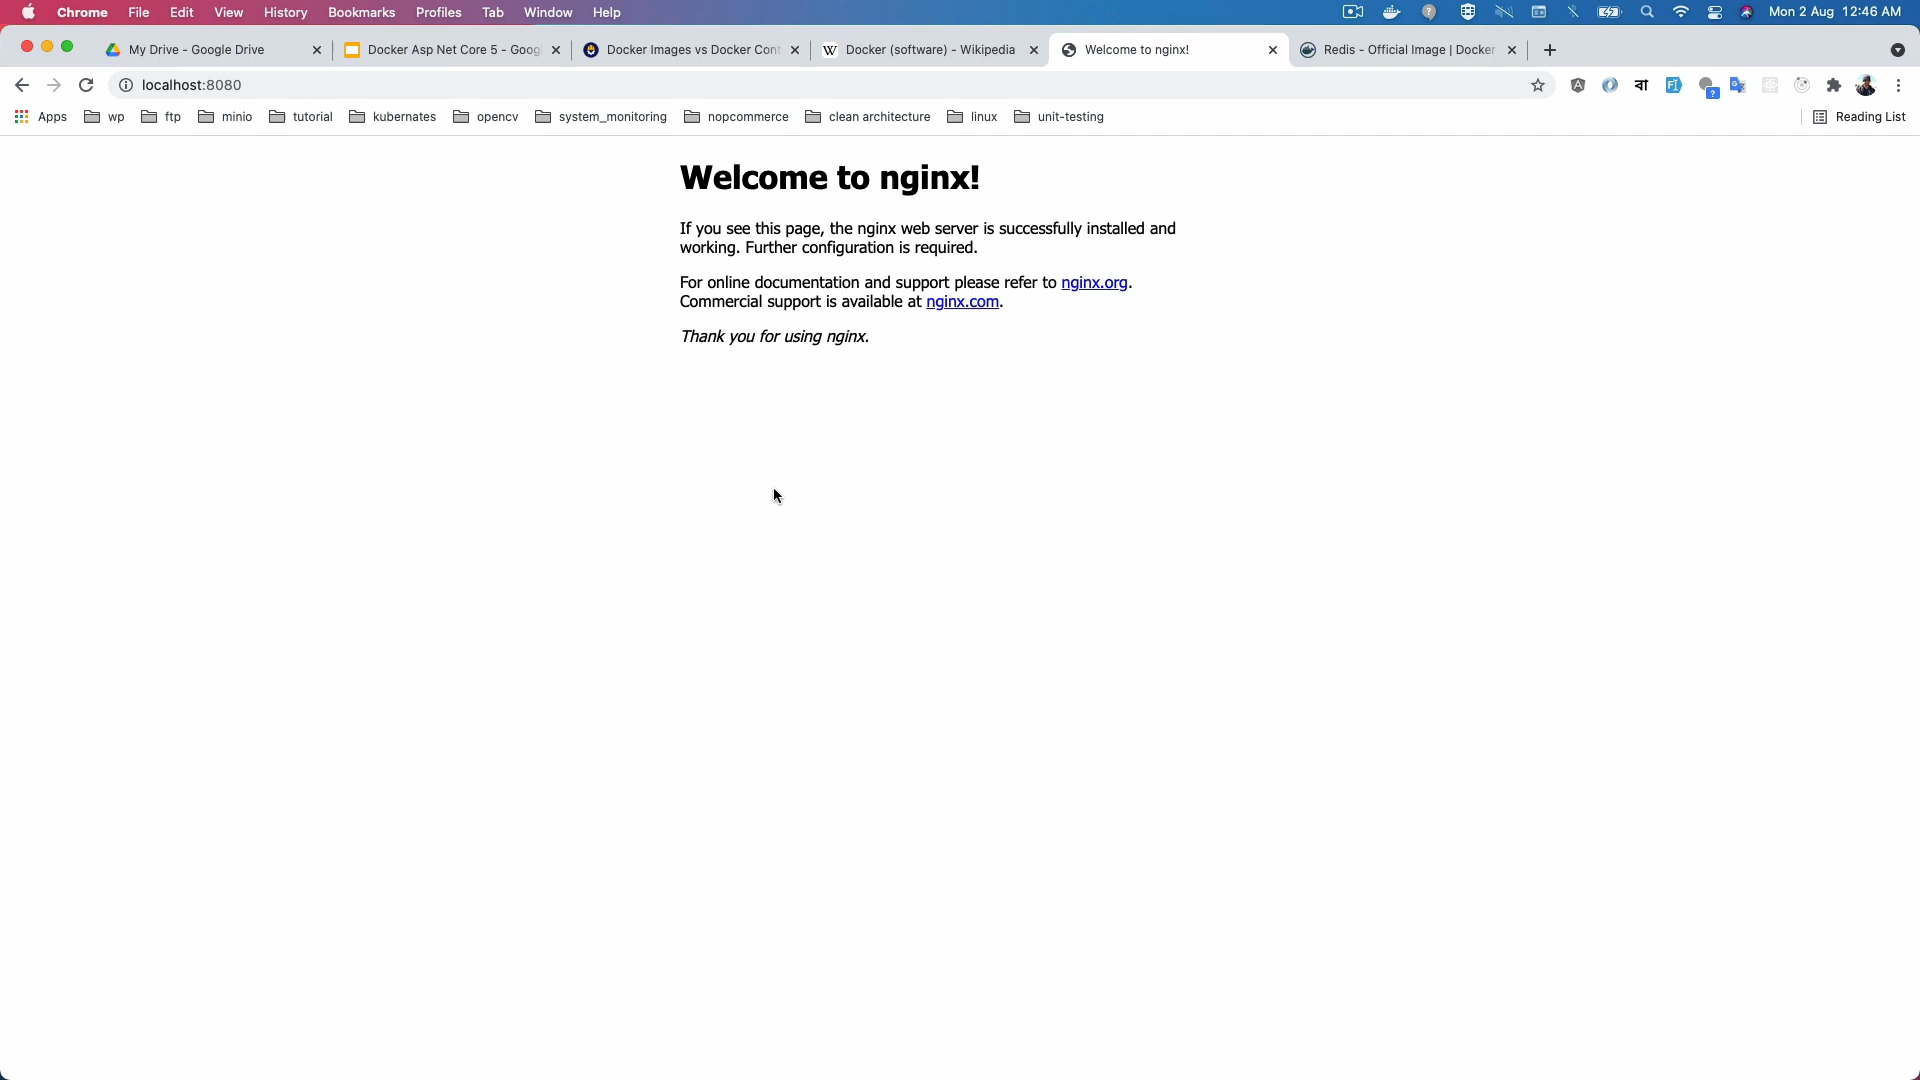 Chrome File Edit View History Bookmarks Profiles Tab Window Help Mon 2 Aug 12:46 AM
My Drive - Google Drive Docker Asp Net Core 5 - Goog Docker Images vs Docker Cont Docker (software) - Wikipedia Welcome to nginx! Redis - Official Image | Docker
localhost:8080
Apps wp ftp minio tutorial kubernates opencv system_monitoring nopcommerce clean architecture linux unit-testing Reading List
Welcome to nginx!
If you see this page, the nginx web server is successfully installed and
working. Further configuration is required.
For online documentation and support please refer to nginx.org.
Commercial support is available at nginx.com.
Thank you for using nginx.